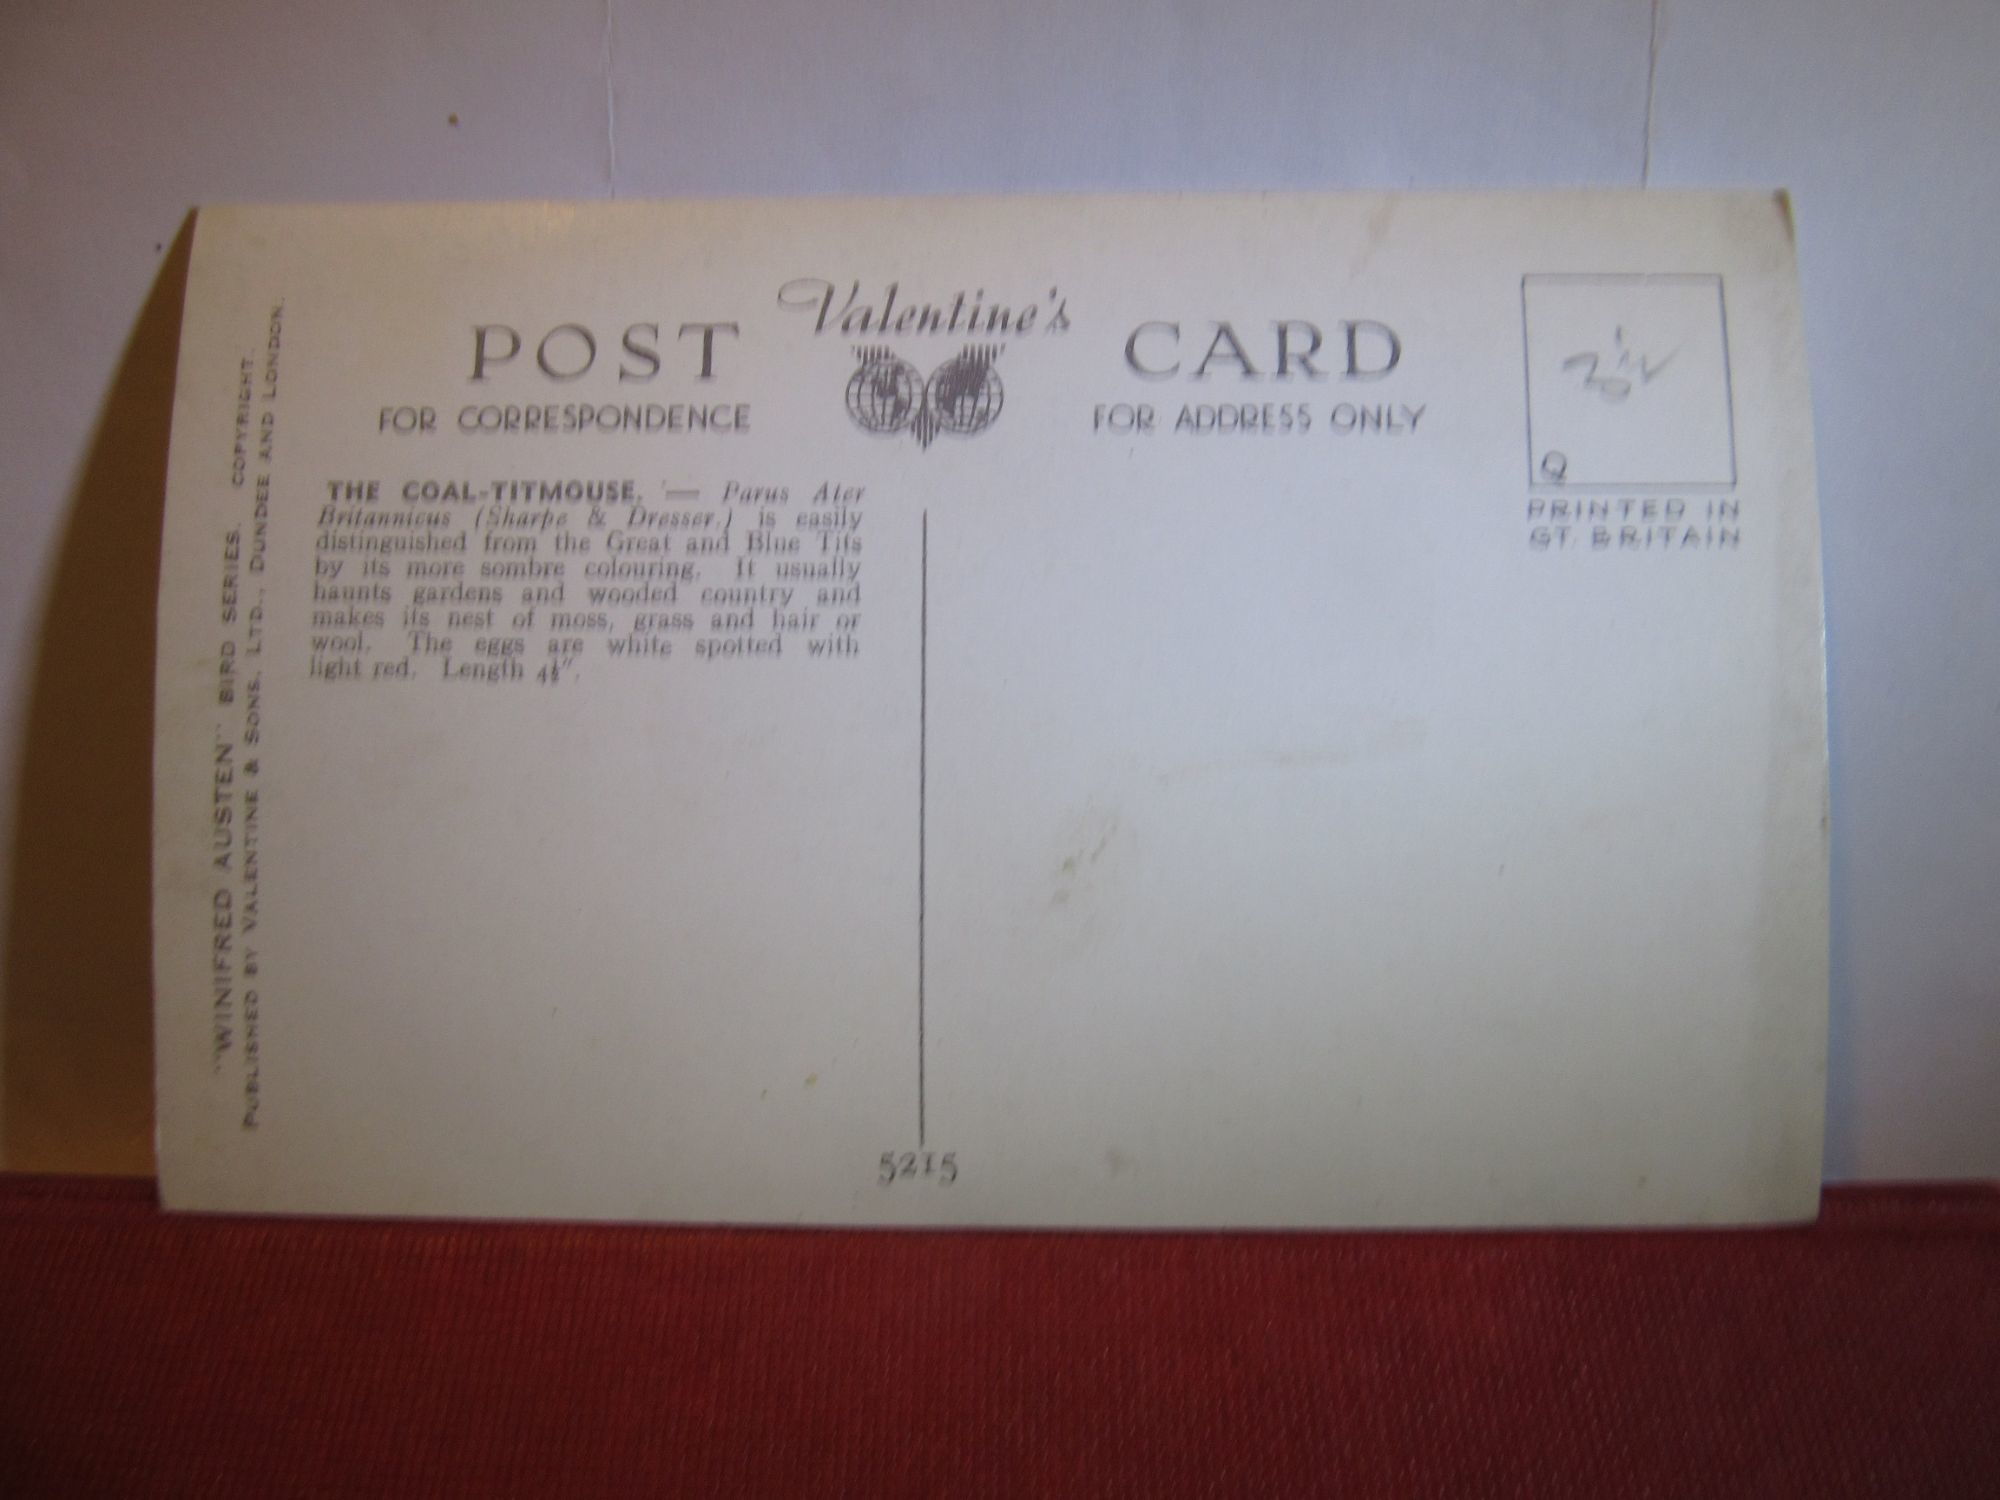 Valentine's
POST CARD
FOR CORRESPONDENCE
FOR ADDRESS ONLY
Q
PRINTED IN
GT. BRITAIN
THE COAL-TITMOUSE. — Parus Ater
Britannicus (Sharpe & Dresser.) is easily
distinguished from the Great and Blue Tits
by its more sombre colouring. It usually
haunts gardens and wooded country and
makes its nest of moss, grass and hair or
wool. The eggs are white spotted with
light red. Length
"WINIFRED AUSTEN" BIRD SERIES. COPYRIGHT.
PUBLISHED BY VALENTINE & SONS, LTD., DUNDEE AND LONDON.
5215